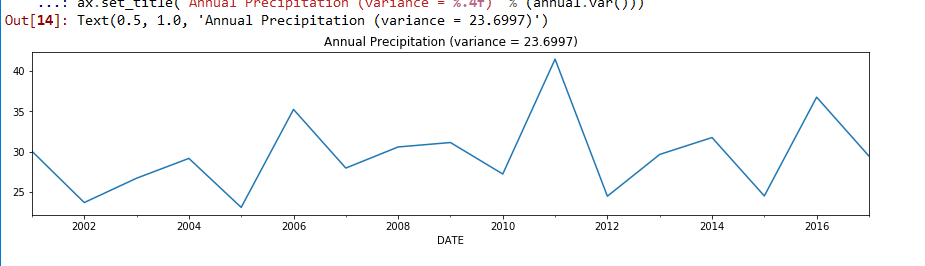 ...: ax.set_title('Annual Precipitation (variance = %.4f)' % (annual.var()))
Out[14]: Text(0.5, 1.0, 'Annual Precipitation (variance = 23.6997)')
Annual Precipitation (variance = 23.6997)
40
35
30
25
2002 2004 2006 2008 2010 2012 2014 2016
DATE